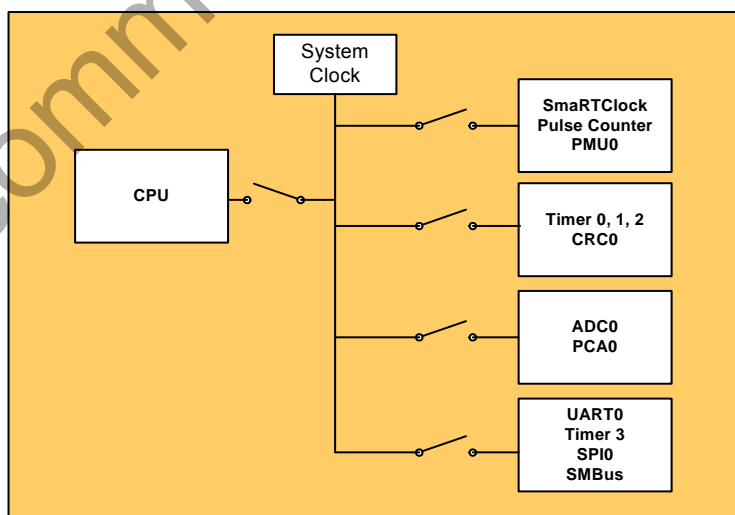 System
Clock
SmaRTClock
Pulse Counter
PMU0
CPU
Timer 0, 1, 2
CRC0
ADC0
PCA0
UART0
Timer 3
SPI0
SMBus